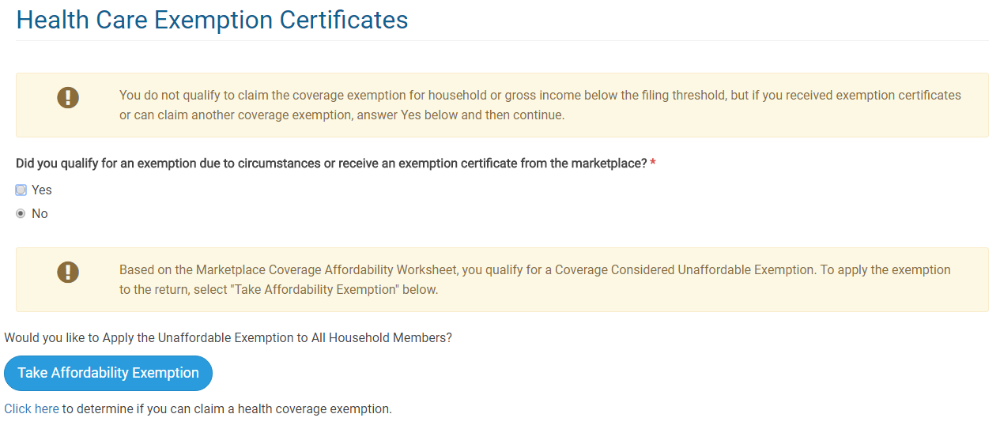 Health Care Exemption Certificates
You do not qualify to claim the coverage exemption for household or gross income below the filing threshold, but if you received exemption certificates
or can claim another coverage exemption, answer Yes below and then continue.
Did you qualify for an exemption due to circumstances or receive an exemption certificate from the marketplace? *
Yes
No
Based on the Marketplace Coverage Affordability Worksheet, you qualify for a Coverage Considered Unaffordable Exemption. To apply the exemption
to the return, select "Take Affordability Exemption" below.
Would you like to Apply the Unaffordable Exemption to All Household Members?
Take Affordability Exemption
Click here to determine if you can claim a health coverage exemption.